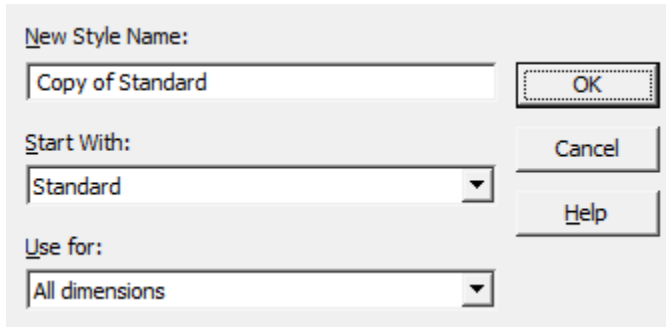 New Style Name:
Copy of Standard
OK
Start With:
Cancel
Standard
Help
Use for:
All dimensions